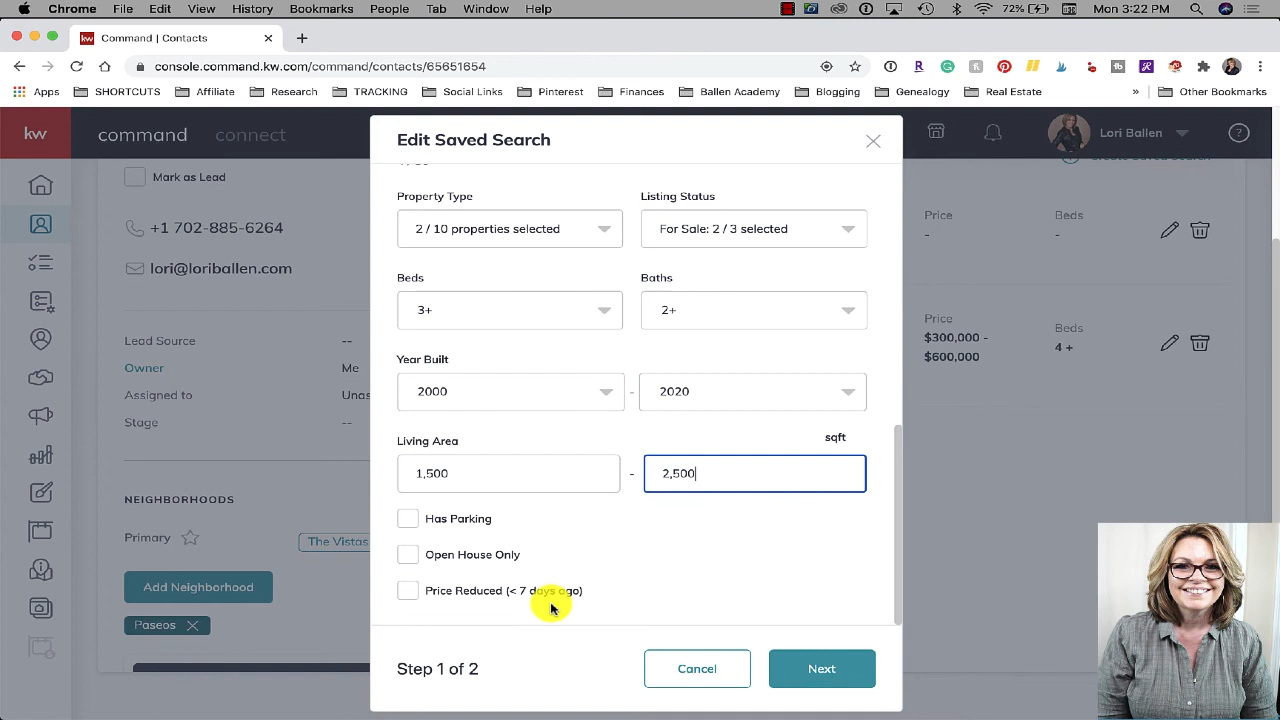 Chrome File Edit View History Bookmarks People Tab Window Help 72% Mon 3:22 PM
kw Command | Contacts
console.command.kw.com/command/contacts/65651654
Apps SHORTCUTS Affiliate Research TRACKING Social Links Pinterest Finances Ballen Academy Blogging Genealogy Real Estate » Other Bookmarks
kw command connect Lori Ballen
Edit Saved Search
Mark as Lead
+1 702-885-6264
lori@loriballen.com
Lead Source --
Owner Me
Assigned to
Stage --
NEIGHBORHOODS
Primary The Vistas
Add Neighborhood
Paseos
Property Type Listing Status
2 / 10 properties selected For Sale: 2 / 3 selected
Beds Baths
3+ 2+
Year Built
2000 - 2020
Living Area sqft
1,500 - 2,500
Has Parking
Open House Only
Price Reduced (< 7 days ago)
Step 1 of 2 Cancel Next
Price Beds
- -
Price Beds
$300,000 - 4 +
$600,000